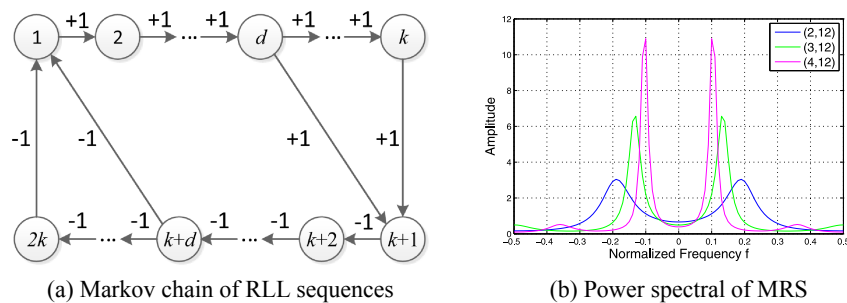 +1 +1 +1 +1 +1
1 2 ... d ... k
-1 -1 +1 +1
-1 -1 -1 -1 -1
2k ... k+d ... k+2 k+1
(a) Markov chain of RLL sequences
12
10
8
6
4
2
0
Amplitude
(2,12)
(3,12)
(4,12)
-0.5 -0.4 -0.3 -0.2 -0.1 0 0.1 0.2 0.3 0.4 0.5
Normalized Frequency f
(b) Power spectral of MRS